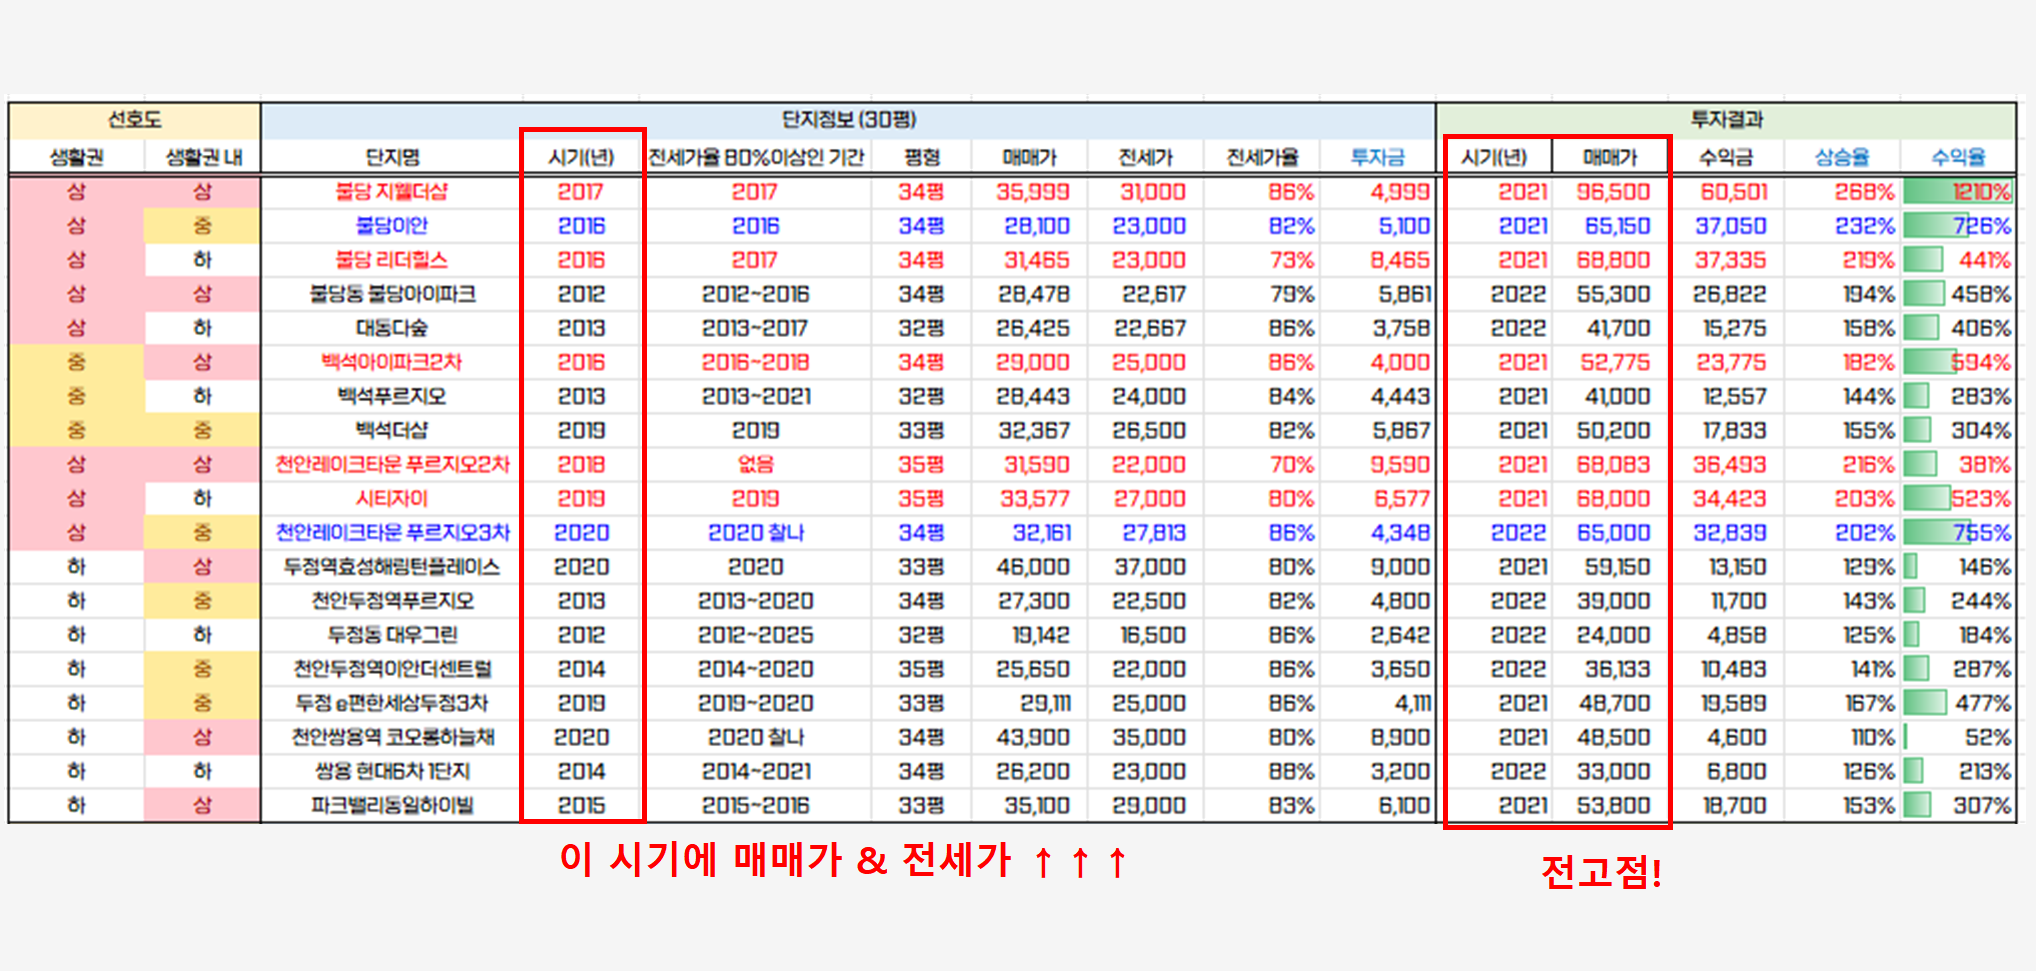 선호도 단지정보 (30평) 투자결과
생활권 생활권 내 단지명 시기(년) 전세가율 80%이상인 기간 평형 매매가 전세가 전세가율 투자금 시기(년) 매매가 수익금 상승율 수익율
상 상 불당 지웰더샵 2017 2017 34평 35,999 31,000 86% 4,999 2021 96,500 60,501 268% 1210%
상 중 불당이안 2016 2016 34평 28,100 23,000 82% 5,100 2021 65,150 37,050 232% 726%
상 하 불당 리더힐스 2016 2017 34평 31,465 23,000 73% 8,465 2021 68,800 37,335 219% 441%
상 상 불당동 불당아이파크 2012 2012~2016 34평 28,478 22,617 79% 5,861 2022 55,300 26,822 194% 458%
상 하 대동다숲 2013 2013~2017 32평 26,425 22,667 86% 3,758 2022 41,700 15,275 158% 406%
중 상 백석아이파크2차 2016 2016~2018 34평 29,000 25,000 86% 4,000 2021 52,775 23,775 182% 594%
중 하 백석푸르지오 2013 2013~2021 32평 28,443 24,000 84% 4,443 2021 41,000 12,557 144% 283%
중 중 백석더샵 2019 2019 33평 32,367 26,500 82% 5,867 2021 50,200 17,833 155% 304%
상 상 천안레이크타운 푸르지오2차 2018 없음 35평 31,590 22,000 70% 9,590 2021 68,083 36,493 216% 381%
상 하 시티자이 2019 2019 35평 33,577 27,000 80% 6,577 2021 68,000 34,423 203% 523%
상 중 천안레이크타운 푸르지오3차 2020 2020 찰나 34평 32,161 27,813 86% 4,348 2022 65,000 32,839 202% 755%
하 상 두정역효성해링턴플레이스 2020 2020 33평 46,000 37,000 80% 9,000 2021 59,150 13,150 129% 146%
하 중 천안두정역푸르지오 2013 2013~2020 34평 27,300 22,500 82% 4,800 2022 39,000 11,700 143% 244%
하 하 두정동 대우그린 2012 2012~2025 32평 19,142 16,500 86% 2,642 2022 24,000 4,858 125% 184%
하 중 천안두정역이안더센트럴 2014 2014~2020 35평 25,650 22,000 86% 3,650 2022 36,133 10,483 141% 287%
하 중 두정 e편한세상두정3차 2019 2019~2020 33평 29,111 25,000 86% 4,111 2021 48,700 19,589 167% 477%
하 상 천안쌍용역 코오롱하늘채 2020 2020 찰나 34평 43,900 35,000 80% 8,900 2021 48,500 4,600 110% 52%
하 하 쌍용 현대6차 1단지 2014 2014~2021 34평 26,200 23,000 88% 3,200 2022 33,000 6,800 126% 213%
하 상 파크밸리동일하이빌 2015 2015~2016 33평 35,100 29,000 83% 6,100 2021 53,800 18,700 153% 307%
이 시기에 매매가 & 전세가 ↑ ↑ ↑
전고점!